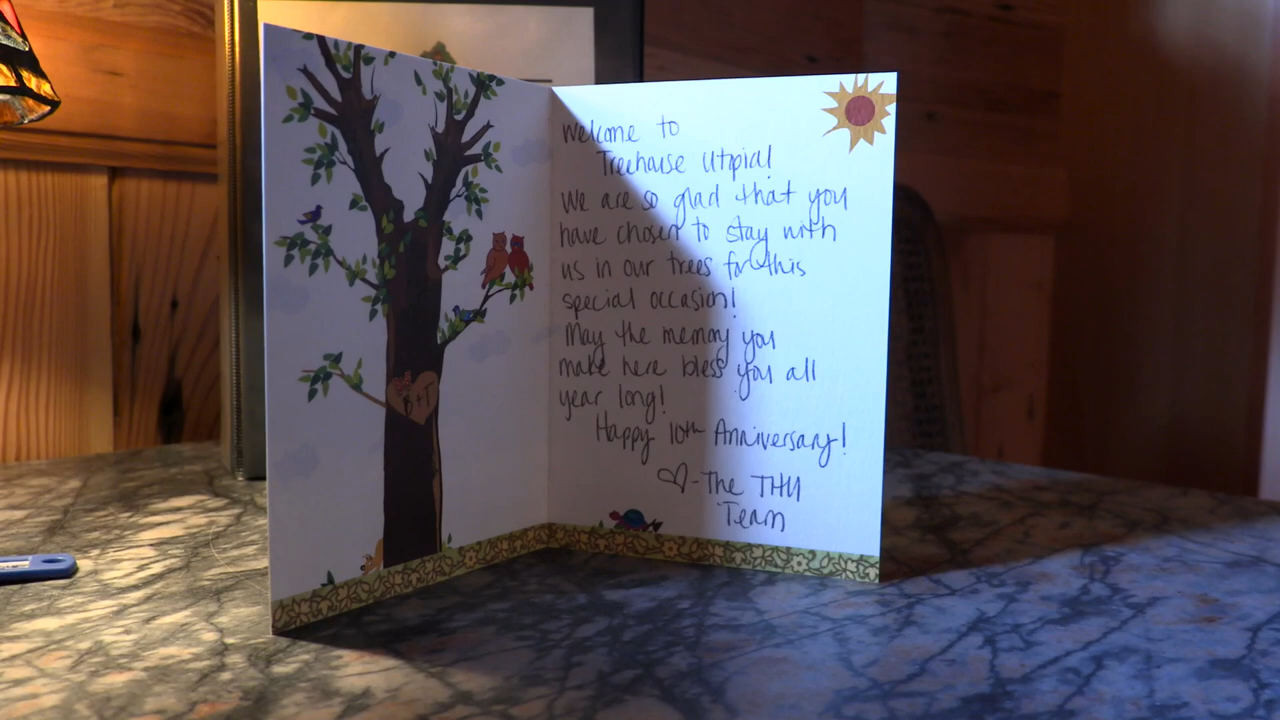 B+T
Welcome to
Treehouse Utpia!
We are so glad that you
have chosen to stay with
us in our trees for this
special occasion!
May the memory you
make here bless you all
year long!
Happy 10th Anniversary!
♡-The THU
Team